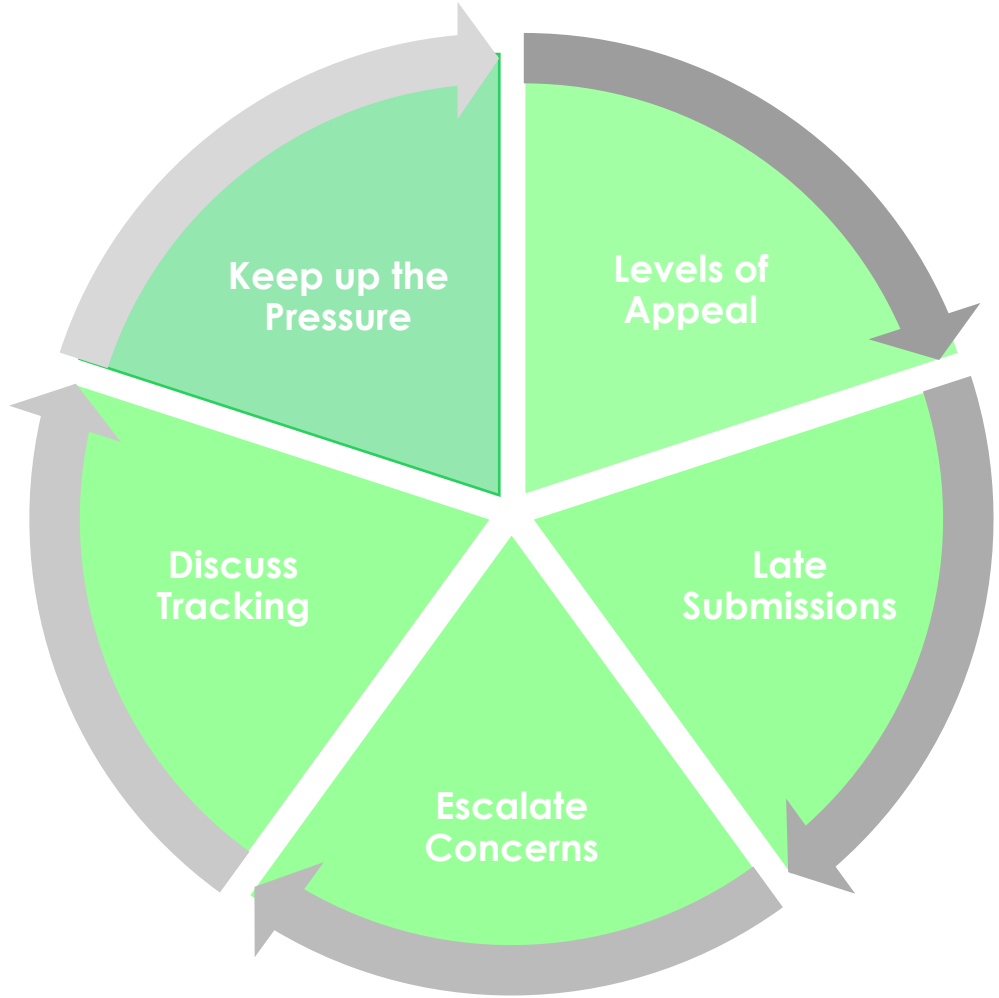 Keep up the
Pressure
Levels of
Appeal
Discuss
Tracking
Late
Submissions
Escalate
Concerns